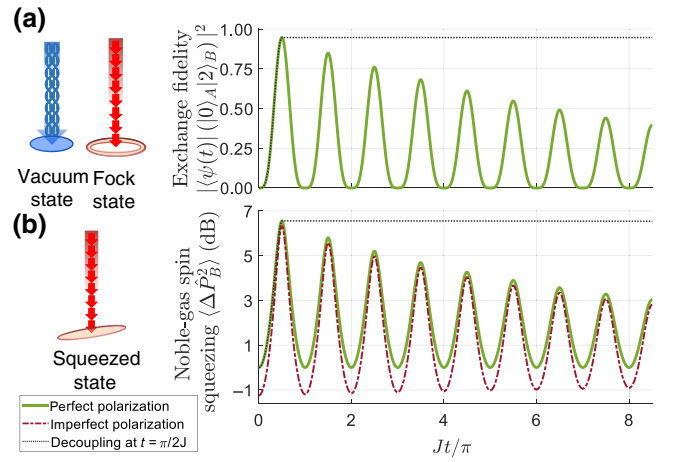 (a)
Vacuum state
Fock state
Exchange fidelity
|⟨ψ(t)| (|0⟩_A|2⟩_B)|²
1.00
0.75
0.50
0.25
0.00
(b)
Squeezed
state
Noble-gas spin
squeezing ⟨ΔP̂²_B⟩ (dB)
7
5
3
1
−1
0
2
4
6
8
Jt/π
Perfect polarization
Imperfect polarization
Decoupling at t = π/2J